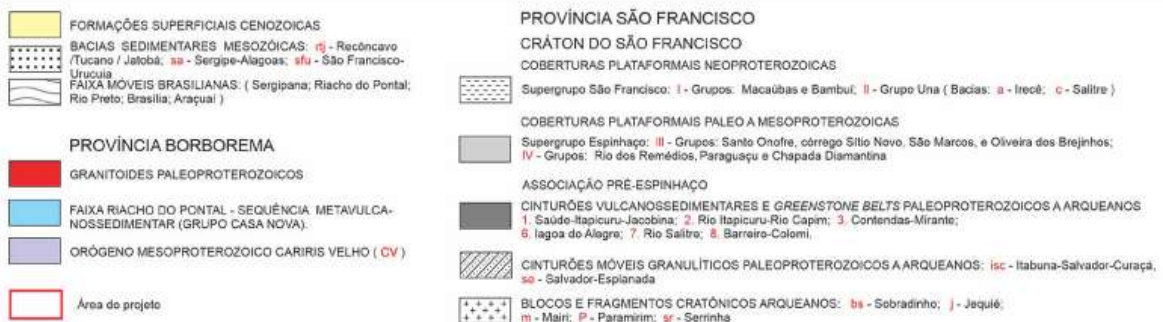 FORMAÇÕES SUPERFICIAIS CENOZOICAS
BACIAS SEDIMENTARES MESOZÓICAS: rtj - Recôncavo
/Tucano / Jatobá; sa - Sergipe-Alagoas; sfu - São Francisco-
Urucuia
FAIXA MÓVEIS BRASILIANAS: ( Sergipana; Riacho do Pontal;
Rio Preto; Brasília; Araçuaí )
PROVÍNCIA BORBOREMA
GRANITOIDES PALEOPROTEROZOICOS
FAIXA RIACHO DO PONTAL - SEQUÊNCIA METAVULCA-
NOSSEDIMENTAR (GRUPO CASA NOVA).
ORÓGENO MESOPROTEROZOICO CARIRIS VELHO ( CV )
Área do projeto
PROVÍNCIA SÃO FRANCISCO
CRÁTON DO SÃO FRANCISCO
COBERTURAS PLATAFORMAIS NEOPROTEROZOICAS
Supergrupo São Francisco: I - Grupos: Macaúbas e Bambuí; II - Grupo Una ( Bacias: a - Irecê; c - Salitre )
COBERTURAS PLATAFORMAIS PALEO A MESOPROTEROZOICAS
Supergrupo Espinhaço: III - Grupos: Santo Onofre, córrego Sítio Novo, São Marcos, e Oliveira dos Brejinhos;
IV - Grupos: Rio dos Remédios, Paraguaçu e Chapada Diamantina
ASSOCIAÇÃO PRÉ-ESPINHAÇO
CINTURÕES VULCANOSSEDIMENTARES E GREENSTONE BELTS PALEOPROTEROZOICOS A ARQUEANOS
1. Saúde-Itapicuru-Jacobina; 2. Rio Itapicuru-Rio Capim; 3. Contendas-Mirante;
6. lagoa do Alegre; 7. Rio Salitre; 8. Barreiro-Colomi.
CINTURÕES MÓVEIS GRANULÍTICOS PALEOPROTEROZOICOS A ARQUEANOS: isc - Itabuna-Salvador-Curaçá,
se - Salvador-Esplanada
BLOCOS E FRAGMENTOS CRATÔNICOS ARQUEANOS: bs - Sobradinho; j - Jequié;
m - Mairi; P - Paramirim; sr - Serrinha